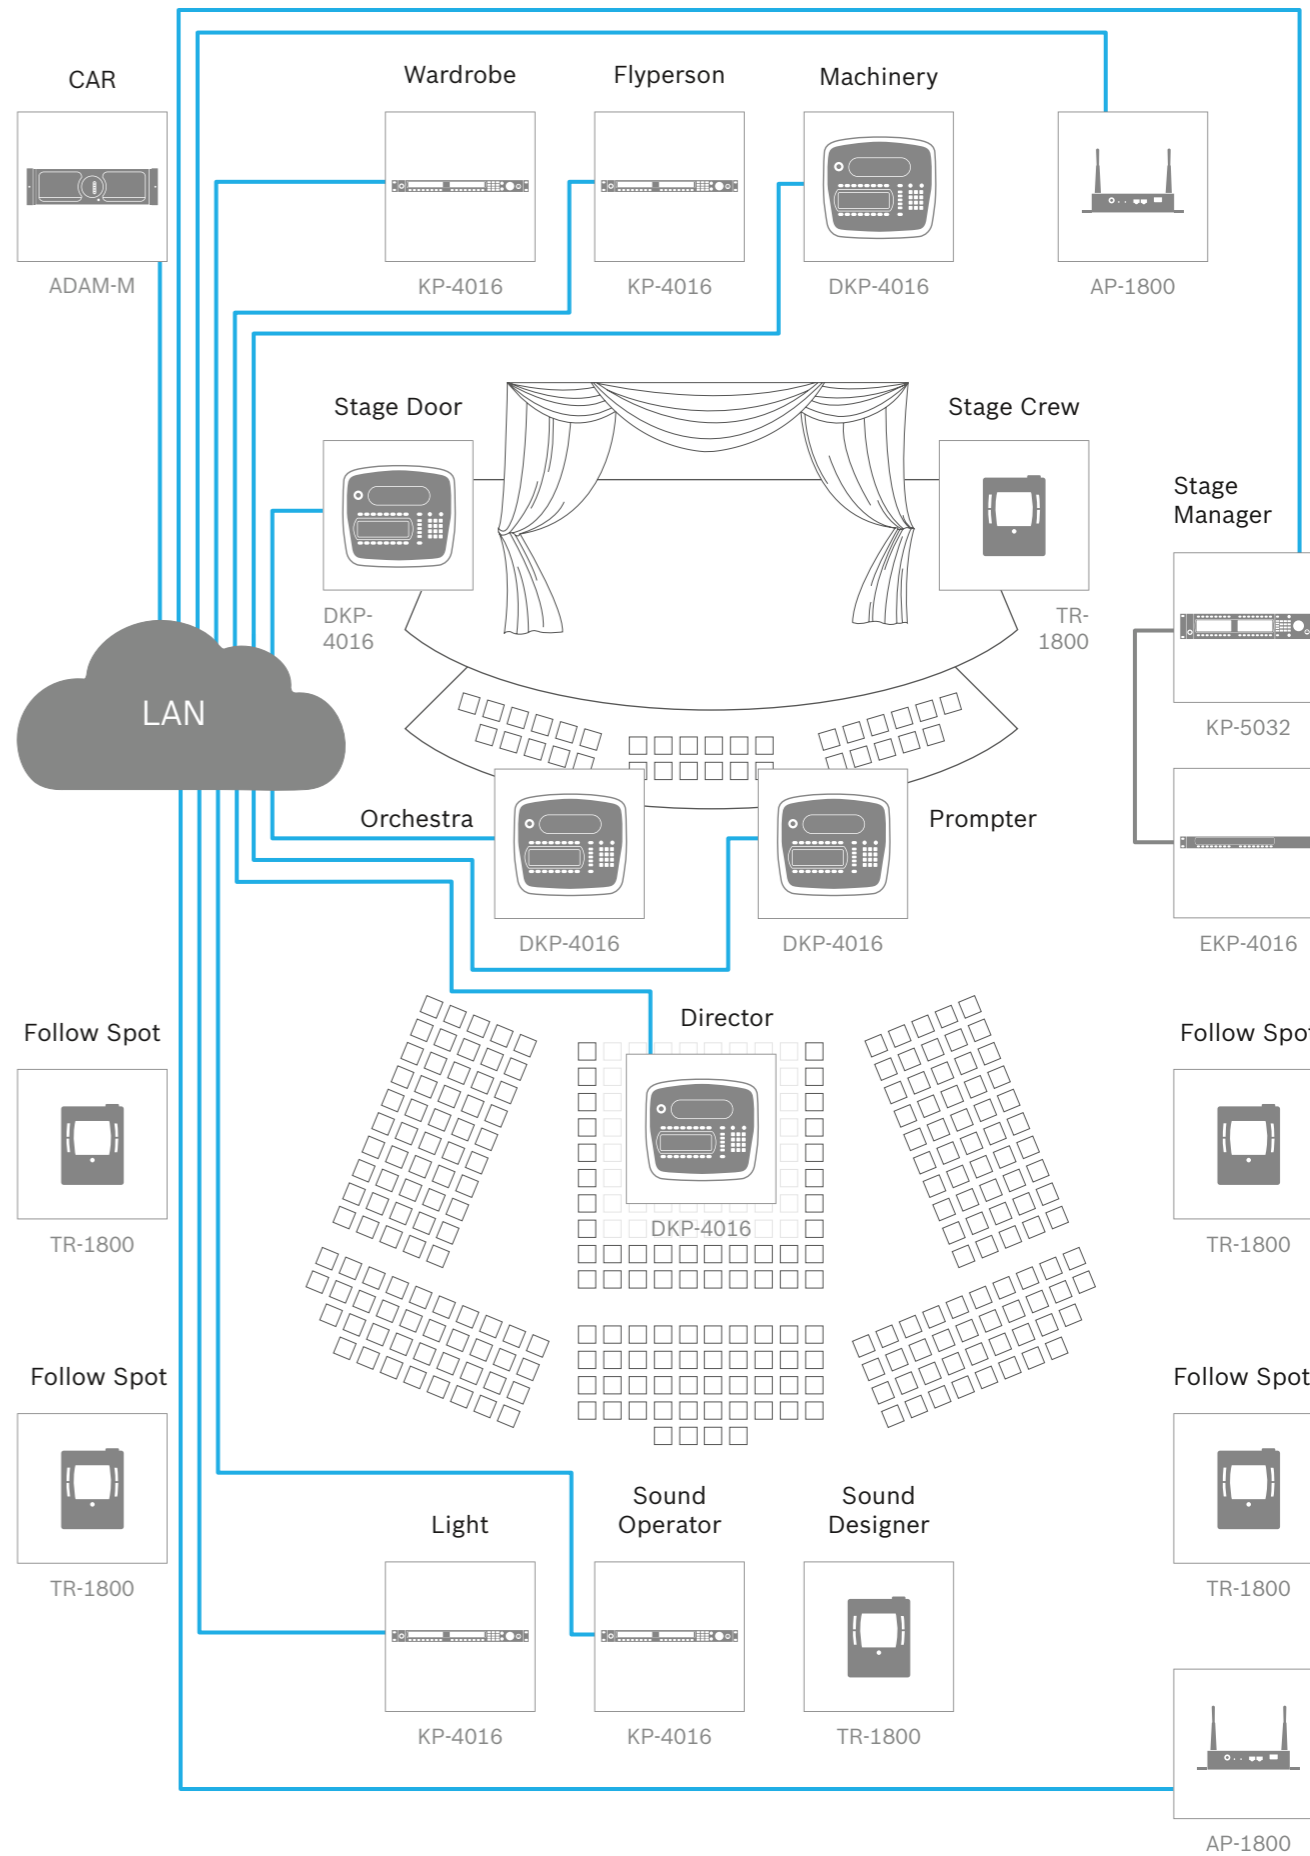 CAR
Wardrobe
Flyperson
Machinery
ADAM-M
KP-4016
KP-4016
DKP-4016
AP-1800
Stage Door
Stage Crew
DKP-
4016
TR-
1800
Stage
Manager
KP-5032
LAN
Orchestra
Prompter
DKP-4016
DKP-4016
EKP-4016
Follow Spot
Director
Follow Spot
TR-1800
DKP-4016
TR-1800
Follow Spot
Follow Spot
TR-1800
TR-1800
Light
Sound
Operator
Sound
Designer
KP-4016
KP-4016
TR-1800
AP-1800